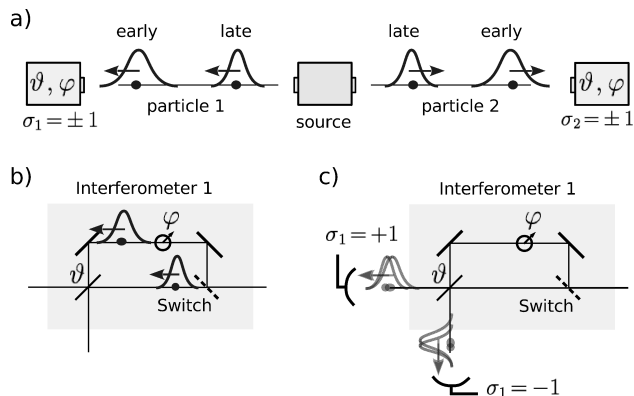 a)
early late late early
ϑ, φ ϑ, φ
particle 1 particle 2
σ₁=±1 source σ₂=±1
b)
Interferometer 1
φ
ϑ
Switch
c)
Interferometer 1
φ
σ₁=+1
ϑ
Switch
σ₁=−1